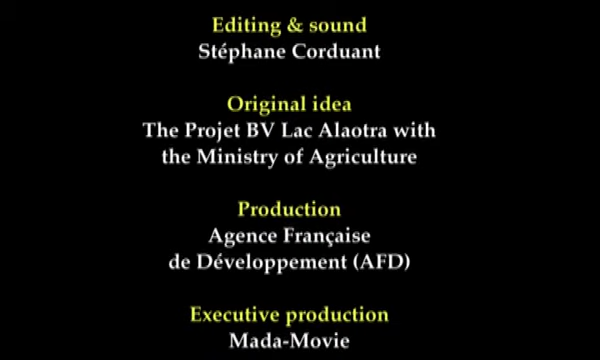 Editing & sound
Stéphane Corduant
Original idea
The Projet BV Lac Alaotra with
the Ministry of Agriculture
Production
Agence Française
de Développement (AFD)
Executive production
Mada-Movie